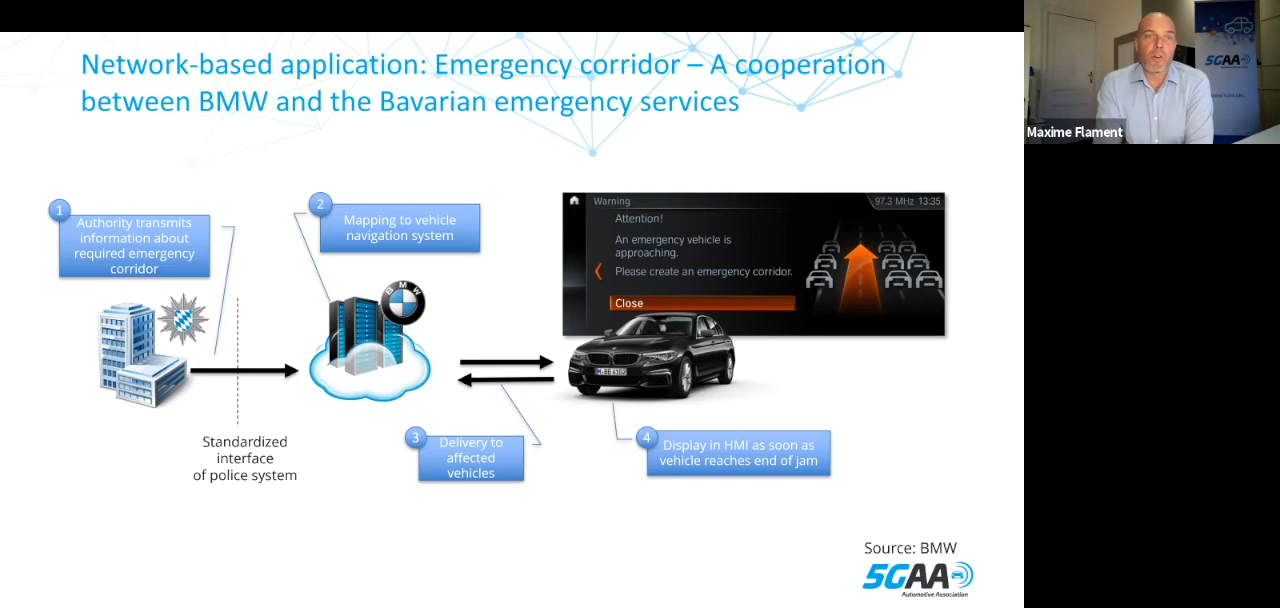 Network-based application: Emergency corridor – A cooperation
between BMW and the Bavarian emergency services
1
Authority transmits
information about
required emergency
corridor
2
Mapping to vehicle
navigation system
Warning
97.3 MHz 13:35
Attention!
An emergency vehicle is
approaching.
Please create an emergency corridor.
Close
BMW
Standardized
interface
of police system
3
Delivery to
affected
vehicles
4
Display in HMI as soon as
vehicle reaches end of jam
Source: BMW
5GAA
Automotive Association
5GAA
Maxime Flament